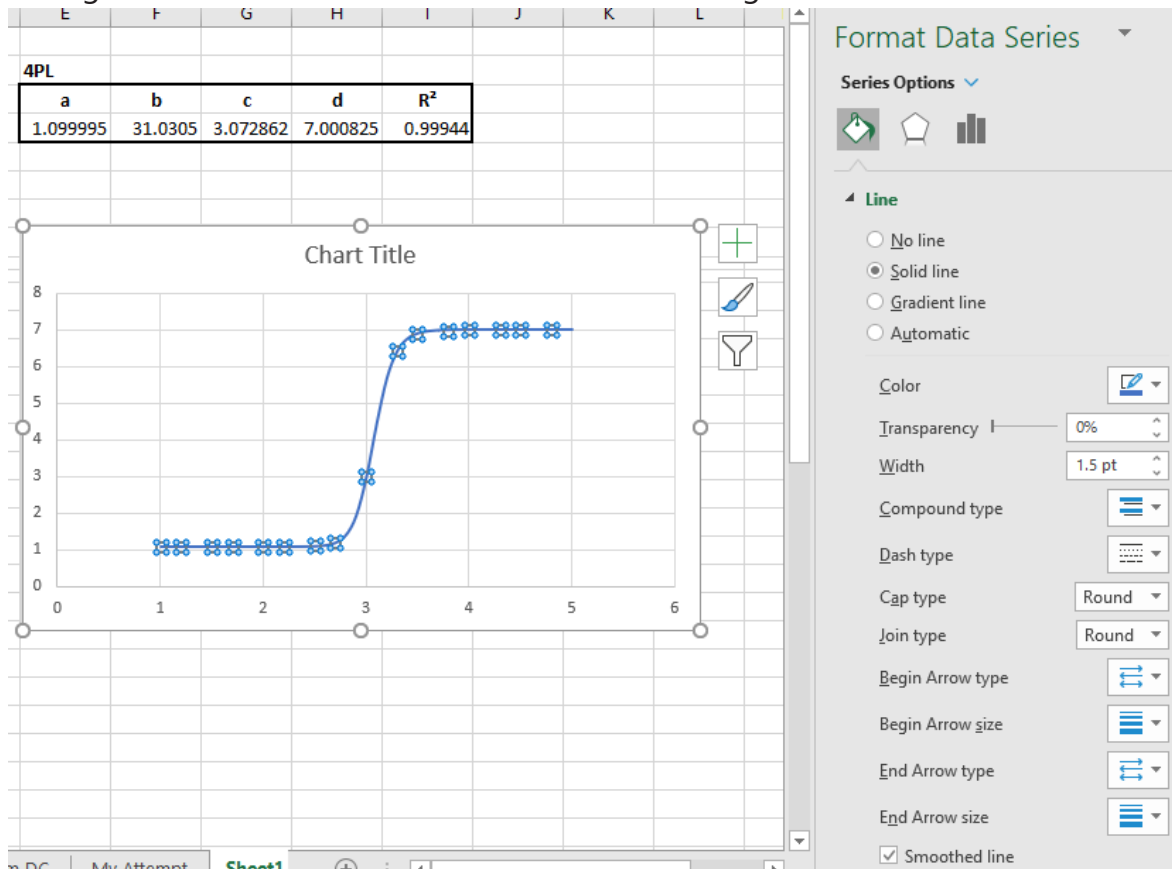 E F G H I J K L
4PL
a b c d R²
1.099995 31.0305 3.072862 7.000825 0.99944
Chart Title
8
7
6
5
4
3
2
1
0
0 1 2 3 4 5 6
My Attempt Sheet1
Format Data Series
Series Options
Line
No line
Solid line
Gradient line
Automatic
Color
Transparency 0%
Width 1.5 pt
Compound type
Dash type
Cap type Round
Join type Round
Begin Arrow type
Begin Arrow size
End Arrow type
End Arrow size
Smoothed line